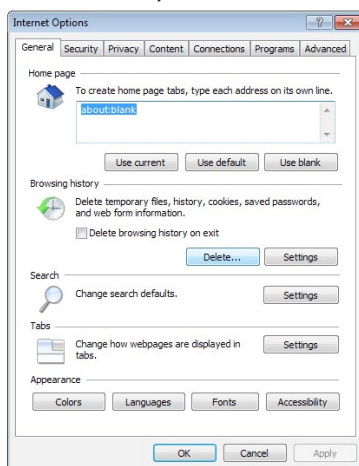 Internet Options
General Security Privacy Content Connections Programs Advanced
Home page
To create home page tabs, type each address on its own line.
about:blank
Use current Use default Use blank
Browsing history
Delete temporary files, history, cookies, saved passwords,
and web form information.
Delete browsing history on exit
Delete... Settings
Search
Change search defaults. Settings
Tabs
Change how webpages are displayed in Settings
tabs.
Appearance
Colors Languages Fonts Accessibility
OK Cancel Apply